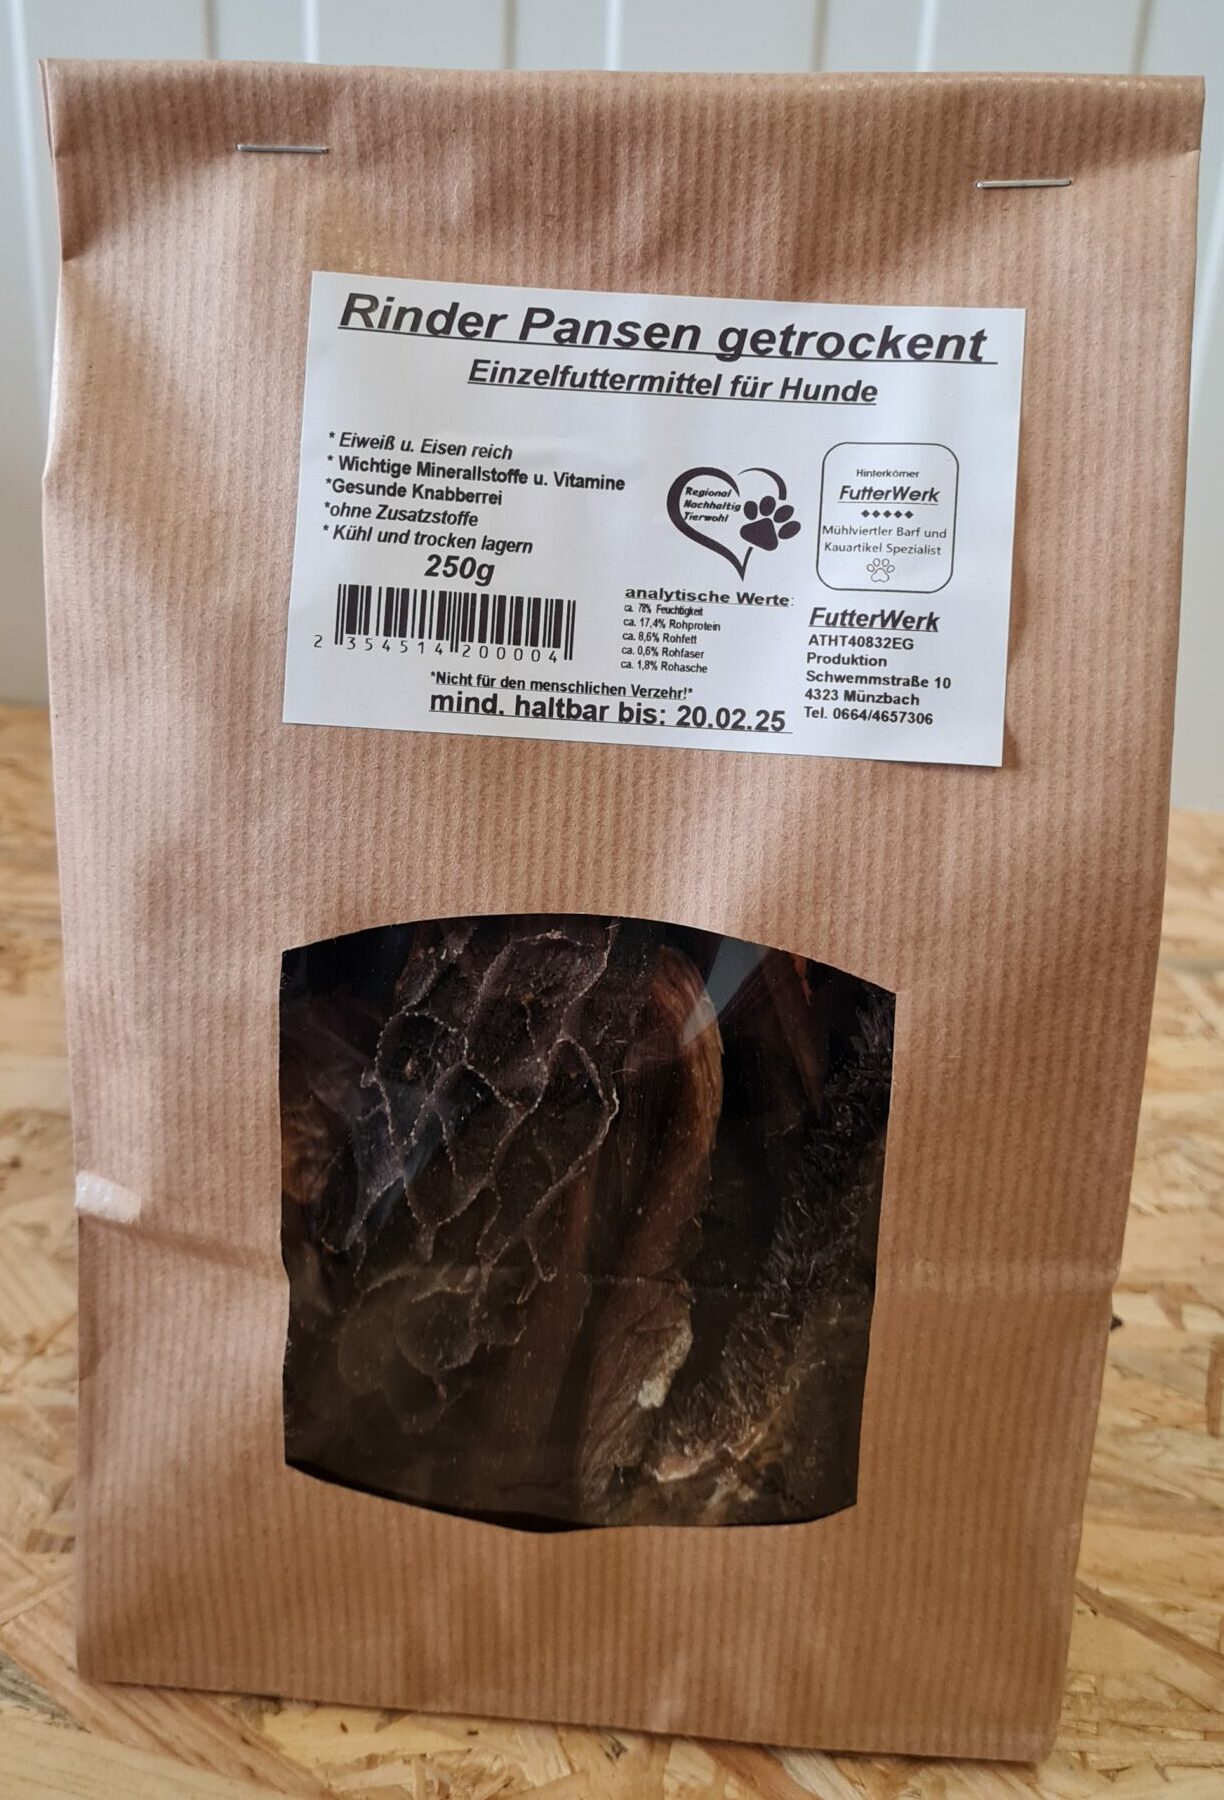 Rinder Pansen getrockent
Einzelfuttermittel für Hunde
* Eiweiß u. Eisen reich
* Wichtige Minerallstoffe u. Vitamine
*Gesunde Knabberrei
*ohne Zusatzstoffe
* Kühl und trocken lagern
250g
2 354514 200004
Regional
Nachhaltig
Tierwohl
Hinterkörner
FutterWerk
Mühlviertler Barf und
Kauartikel Spezialist
analytische Werte:
ca. 78% Feuchtigkeit
ca. 17,4% Rohprotein
ca. 8,6% Rohfett
ca. 0,6% Rohfaser
ca. 1,8% Rohasche
FutterWerk
ATHT40832EG
Produktion
Schwemmstraße 10
4323 Münzbach
Tel. 0664/4657306
*Nicht für den menschlichen Verzehr!*
mind. haltbar bis: 20.02.25